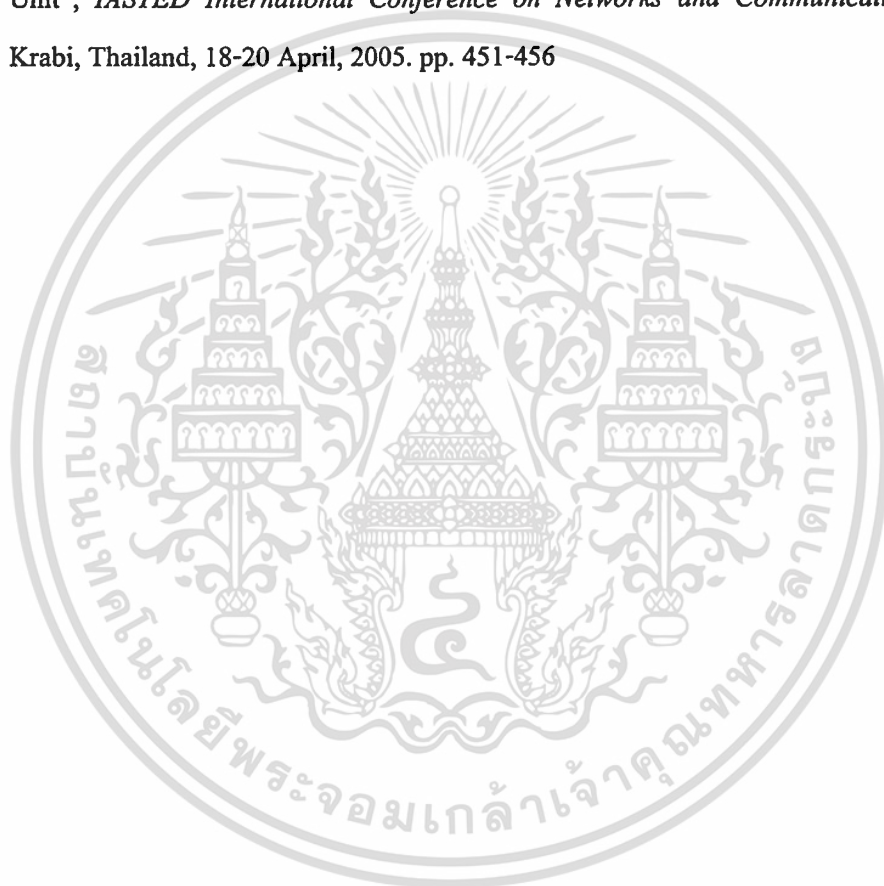 Unit", IASTED International Conference on Networks and Communicati
Krabi, Thailand, 18-20 April, 2005. pp. 451-456
สถาบันเทคโนโลยีพระจอมเกล้าเจ้าคุณทหารลาดกระบัง
๔